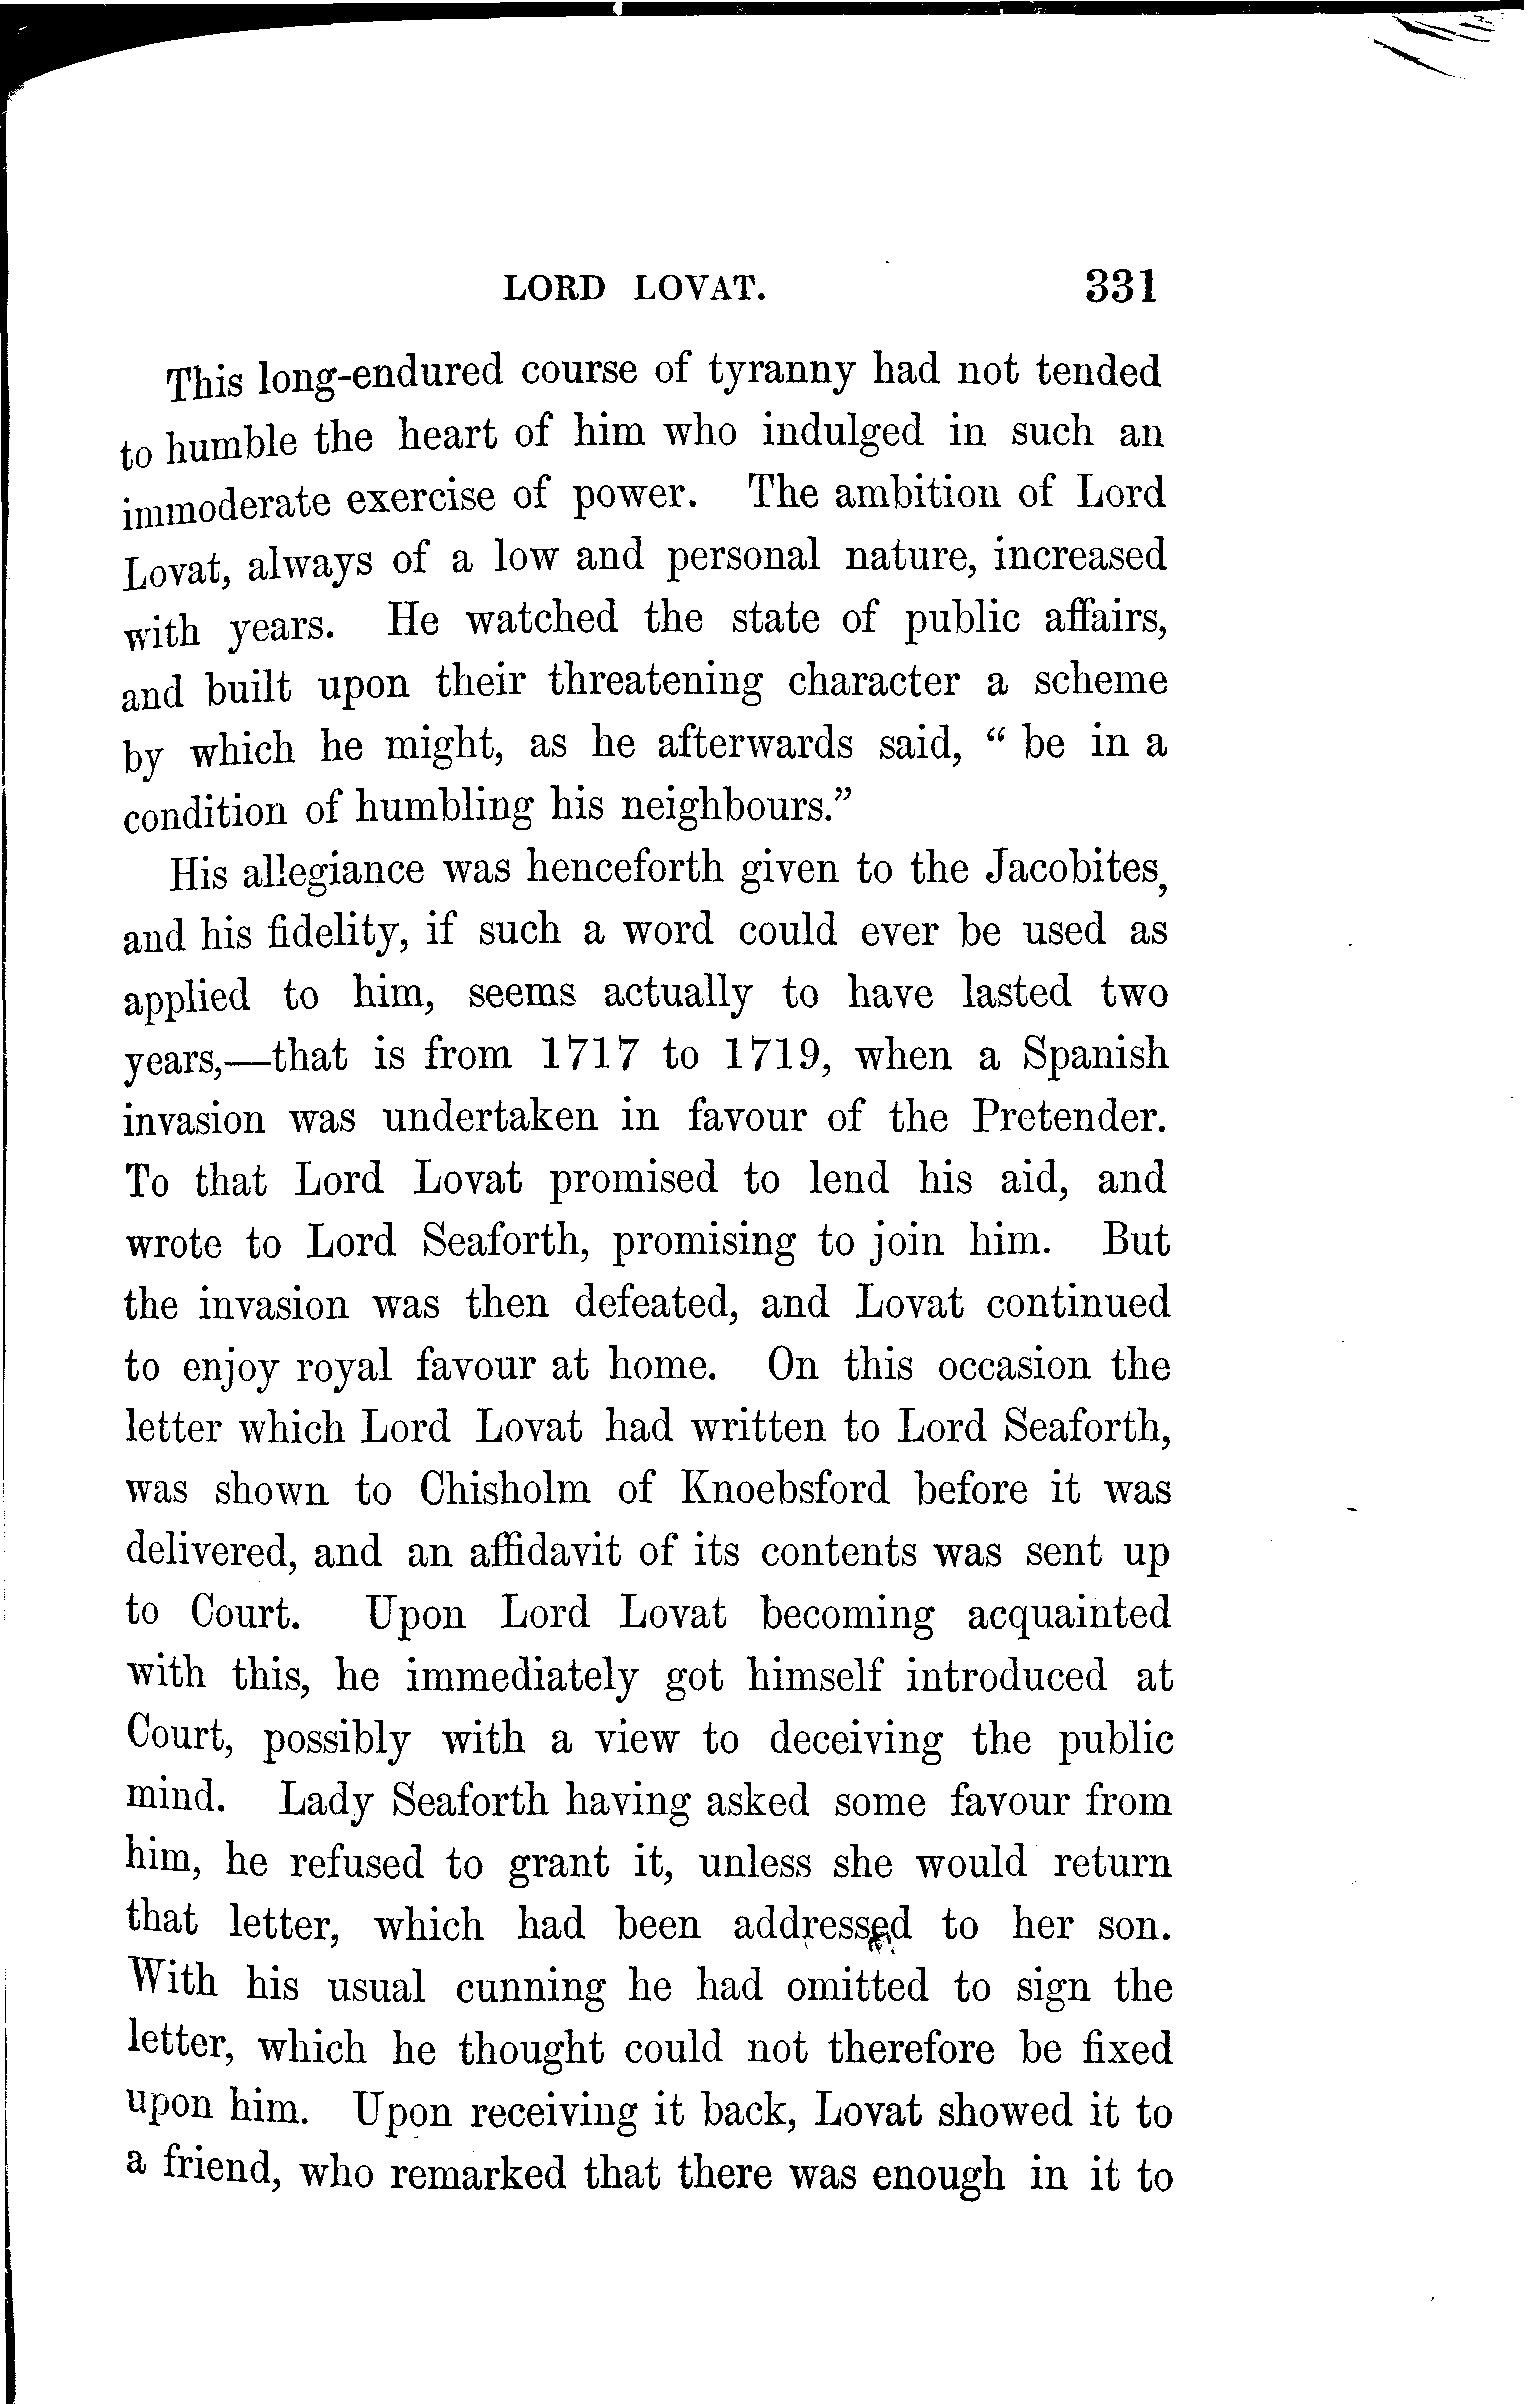 LORD LOVAT. 331
This long-endured course of tyranny had not tended
to humble the heart of him who indulged in such an
immoderate exercise of power. The ambition of Lord
Lovat, always of a low and personal nature, increased
with years. He watched the state of public affairs,
and built upon their threatening character a scheme
by which he might, as he afterwards said, “ be in a
condition of humbling his neighbours.”
His allegiance was henceforth given to the Jacobites,
and his fidelity, if such a word could ever be used as
applied to him, seems actually to have lasted two
years,—that is from 1717 to 1719, when a Spanish
invasion was undertaken in favour of the Pretender.
To that Lord Lovat promised to lend his aid, and
wrote to Lord Seaforth, promising to join him. But
the invasion was then defeated, and Lovat continued
to enjoy royal favour at home. On this occasion the
letter which Lord Lovat had written to Lord Seaforth,
was shown to Chisholm of Knoebsford before it was
delivered, and an affidavit of its contents was sent up
to Court. Upon Lord Lovat becoming acquainted
with this, he immediately got himself introduced at
Court, possibly with a view to deceiving the public
mind. Lady Seaforth having asked some favour from
him, he refused to grant it, unless she would return
that letter, which had been addressed to her son.
With his usual cunning he had omitted to sign the
letter, which he thought could not therefore be fixed
upon him. Upon receiving it back, Lovat showed it to
a friend, who remarked that there was enough in it to